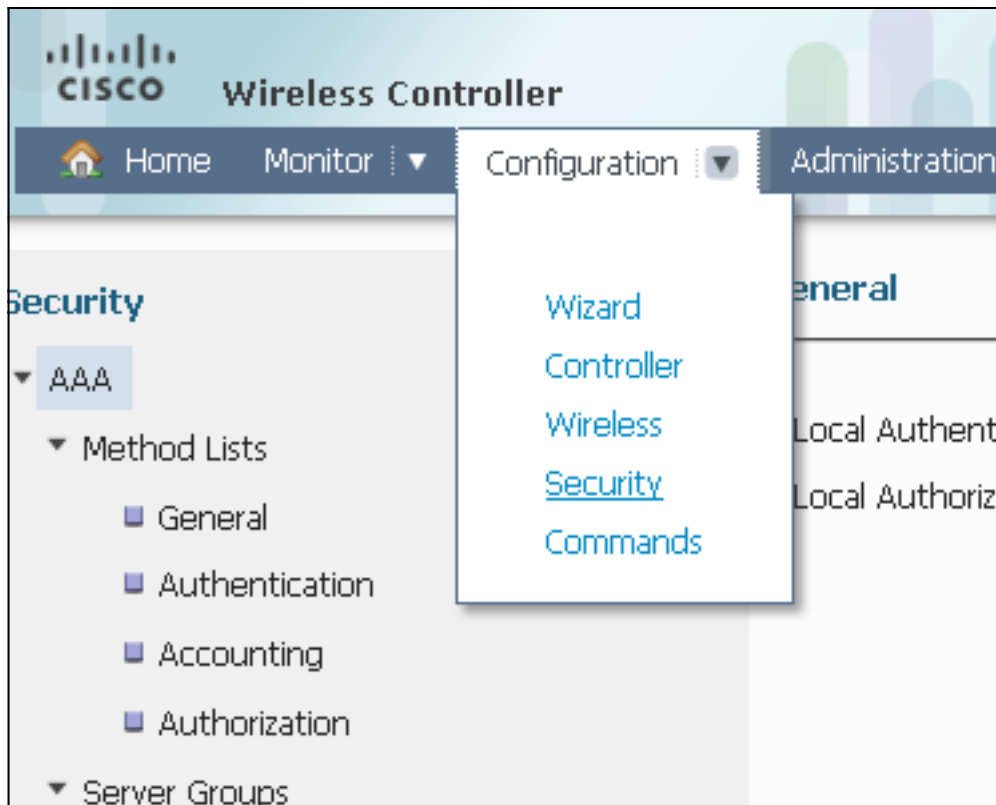 CISCO
Wireless Controller
Home Monitor Configuration Administration
Wizard
Controller
Wireless
Security
Commands
Security
AAA
Method Lists
General
Authentication
Accounting
Authorization
Server Groups
eneral
Local Authent
Local Authoriz